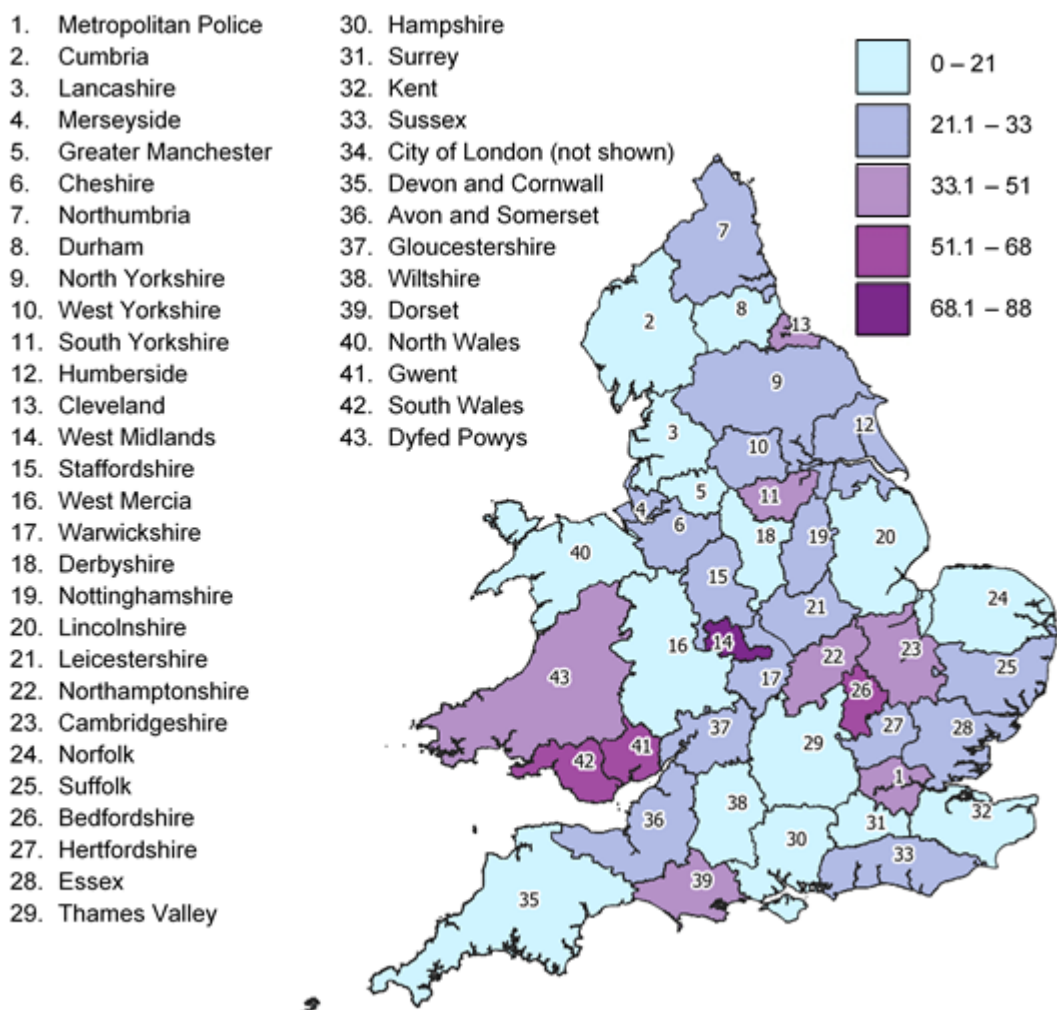 1. Metropolitan Police
2. Cumbria
3. Lancashire
4. Merseyside
5. Greater Manchester
6. Cheshire
7. Northumbria
8. Durham
9. North Yorkshire
10. West Yorkshire
11. South Yorkshire
12. Humberside
13. Cleveland
14. West Midlands
15. Staffordshire
16. West Mercia
17. Warwickshire
18. Derbyshire
19. Nottinghamshire
20. Lincolnshire
21. Leicestershire
22. Northamptonshire
23. Cambridgeshire
24. Norfolk
25. Suffolk
26. Bedfordshire
27. Hertfordshire
28. Essex
29. Thames Valley
30. Hampshire
31. Surrey
32. Kent
33. Sussex
34. City of London (not shown)
35. Devon and Cornwall
36. Avon and Somerset
37. Gloucestershire
38. Wiltshire
39. Dorset
40. North Wales
41. Gwent
42. South Wales
43. Dyfed Powys
0 – 21
21.1 – 33
33.1 – 51
51.1 – 68
68.1 – 88
7
2
8
13
9
3
10
12
5
11
4
6
18
19
20
40
15
21
24
16
14
17
22
23
25
43
26
37
27
28
29
42
41
1
38
32
36
30
31
33
39
35